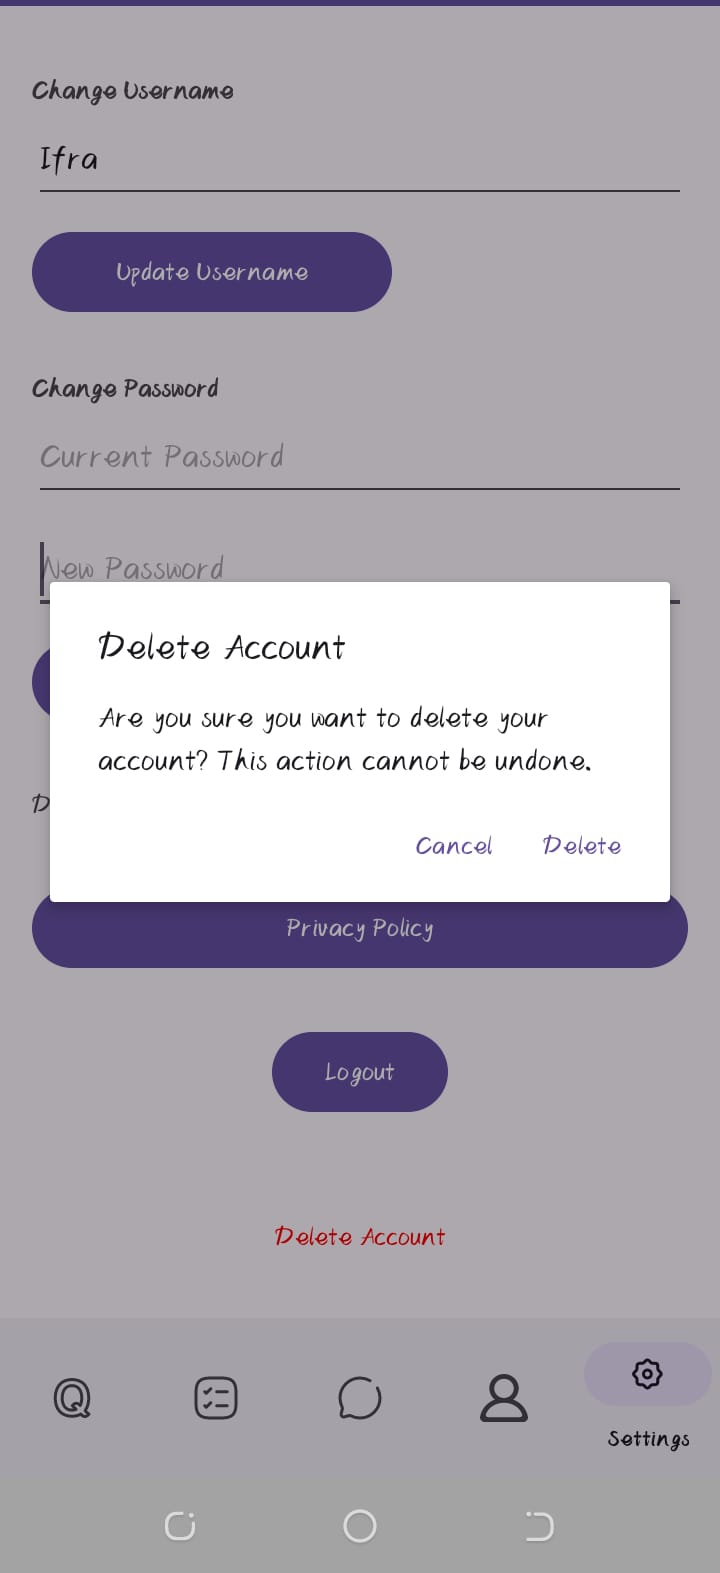 Change Username
Ifra
Update Username
Change Password
Current Password
New Password
Delete Account
Are you sure you want to delete your
account? This action cannot be undone.
Cancel Delete
D
Privacy Policy
Logout
Delete Account
Settings